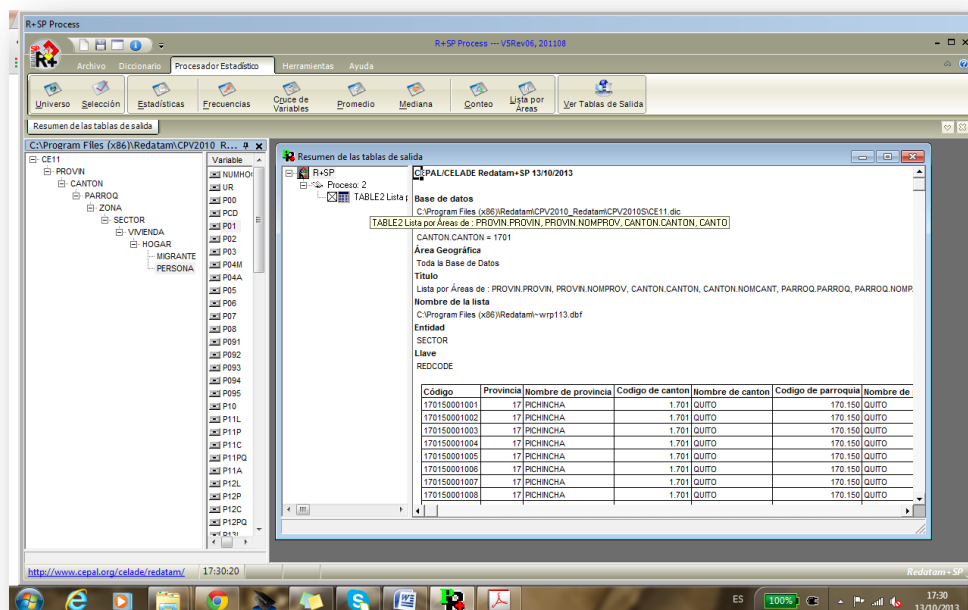 R+SP Process
R+SP Process --- V5Rev06, 201108
Archivo Diccionario Procesador Estadístico Herramientas Ayuda
Universo Selección Estadísticas Frecuencias Cruce de Variables Promedio Mediana Conteo Lista por Áreas Ver Tablas de Salida
Resumen de las tablas de salida
C:\Program Files (x86)\Redatam\CPV2010_R...
CE11
PROVIN
CANTON
PARROQ
ZONA
SECTOR
VIVIENDA
HOGAR
MIGRANTE
PERSONA
Variable
NUMHO
UR
P00
PCD
P01
P02
P03
P04M
P04A
P05
P06
P07
P08
P091
P092
P093
P094
P095
P10
P11L
P11P
P11C
P11PQ
P11A
P12L
P12P
P12C
P12PQ
P13L
Resumen de las tablas de salida
R+SP
Proceso: 2
TABLE2 Lista p
CEPAL/CELADE Redatam+SP 13/10/2013
Base de datos
C:\Program Files (x86)\Redatam\CPV2010_Redatam\CPV2010S\CE11.dic
TABLE2 Lista por Áreas de : PROVIN.PROVIN, PROVIN.NOMPROV, CANTON.CANTON, CANTO
CANTON.CANTON = 1701
Área Geográfica
Toda la Base de Datos
Título
Lista por Áreas de : PROVIN.PROVIN, PROVIN.NOMPROV, CANTON.CANTON, CANTON.NOMCANT, PARROQ.PARROQ, PARROQ.NOMP
Nombre de la lista
C:\Program Files (x86)\Redatam\~wrp113.dbf
Entidad
SECTOR
Llave
REDCODE
Código Provincia Nombre de provincia Codigo de canton Nombre de canton Codigo de parroquia Nombre de
170150001001 17 PICHINCHA 1.701 QUITO 170.150 QUITO
170150001002 17 PICHINCHA 1.701 QUITO 170.150 QUITO
170150001003 17 PICHINCHA 1.701 QUITO 170.150 QUITO
170150001004 17 PICHINCHA 1.701 QUITO 170.150 QUITO
170150001005 17 PICHINCHA 1.701 QUITO 170.150 QUITO
170150001006 17 PICHINCHA 1.701 QUITO 170.150 QUITO
170150001007 17 PICHINCHA 1.701 QUITO 170.150 QUITO
170150001008 17 PICHINCHA 1.701 QUITO 170.150 QUITO
http://www.cepal.org/celade/redatam/ 17:30:20
Redatam+SP
ES 100% 17:30
13/10/2013